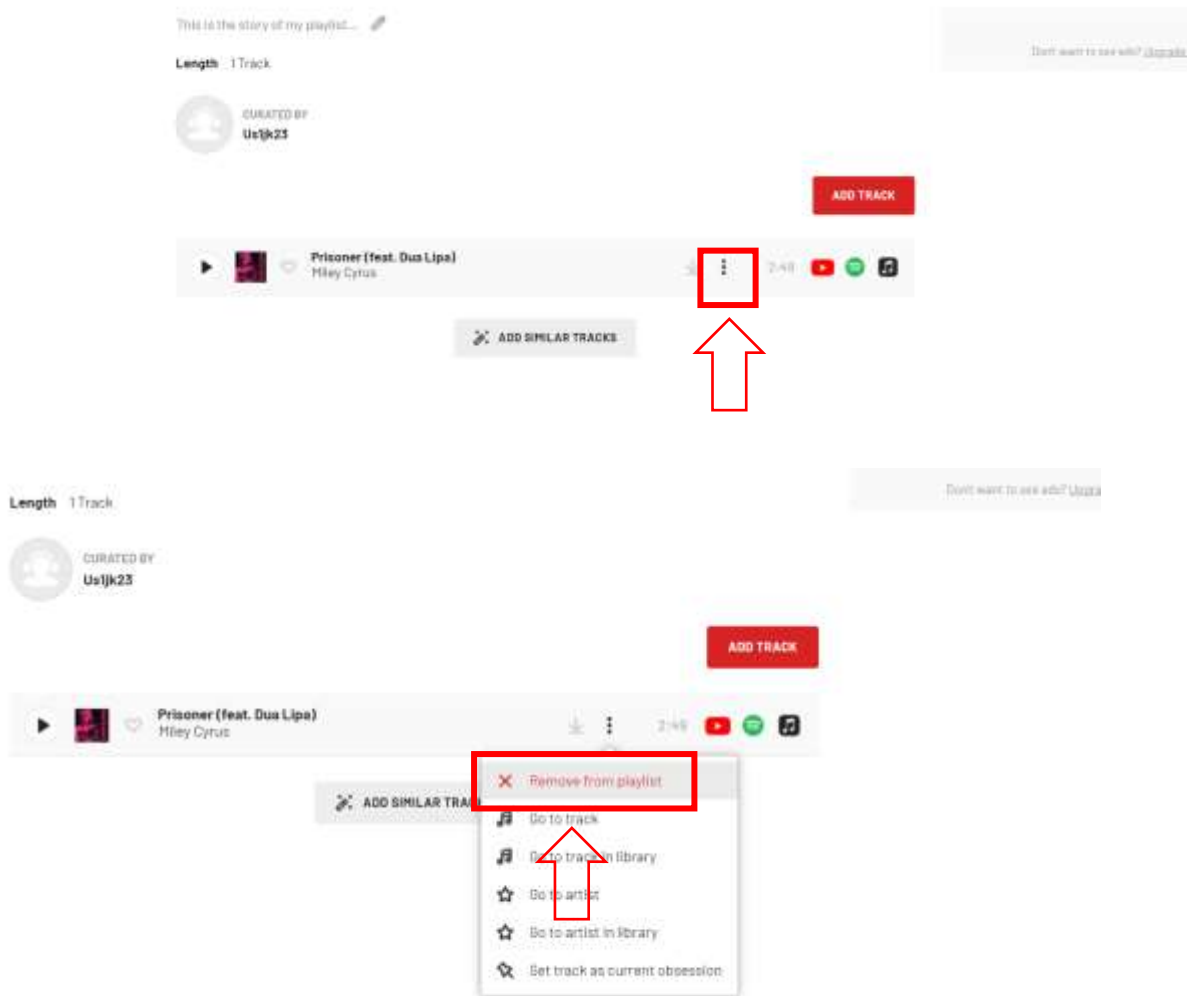 This is the story of my playlist...
Don't want to see ads? Upgrade
Length 1 Track
CURATED BY
Us1jk23
ADD TRACK
Prisoner (feat. Dua Lipa)
Miley Cyrus
2:49
ADD SIMILAR TRACKS
Don't want to see ads? Upgra
Length 1 Track
CURATED BY
Us1jk23
ADD TRACK
Prisoner (feat. Dua Lipa)
Miley Cyrus
2:49
Remove from playlist
ADD SIMILAR TRAC
Go to track
Go to track in library
Go to artist
Go to artist in library
Set track as current obsession